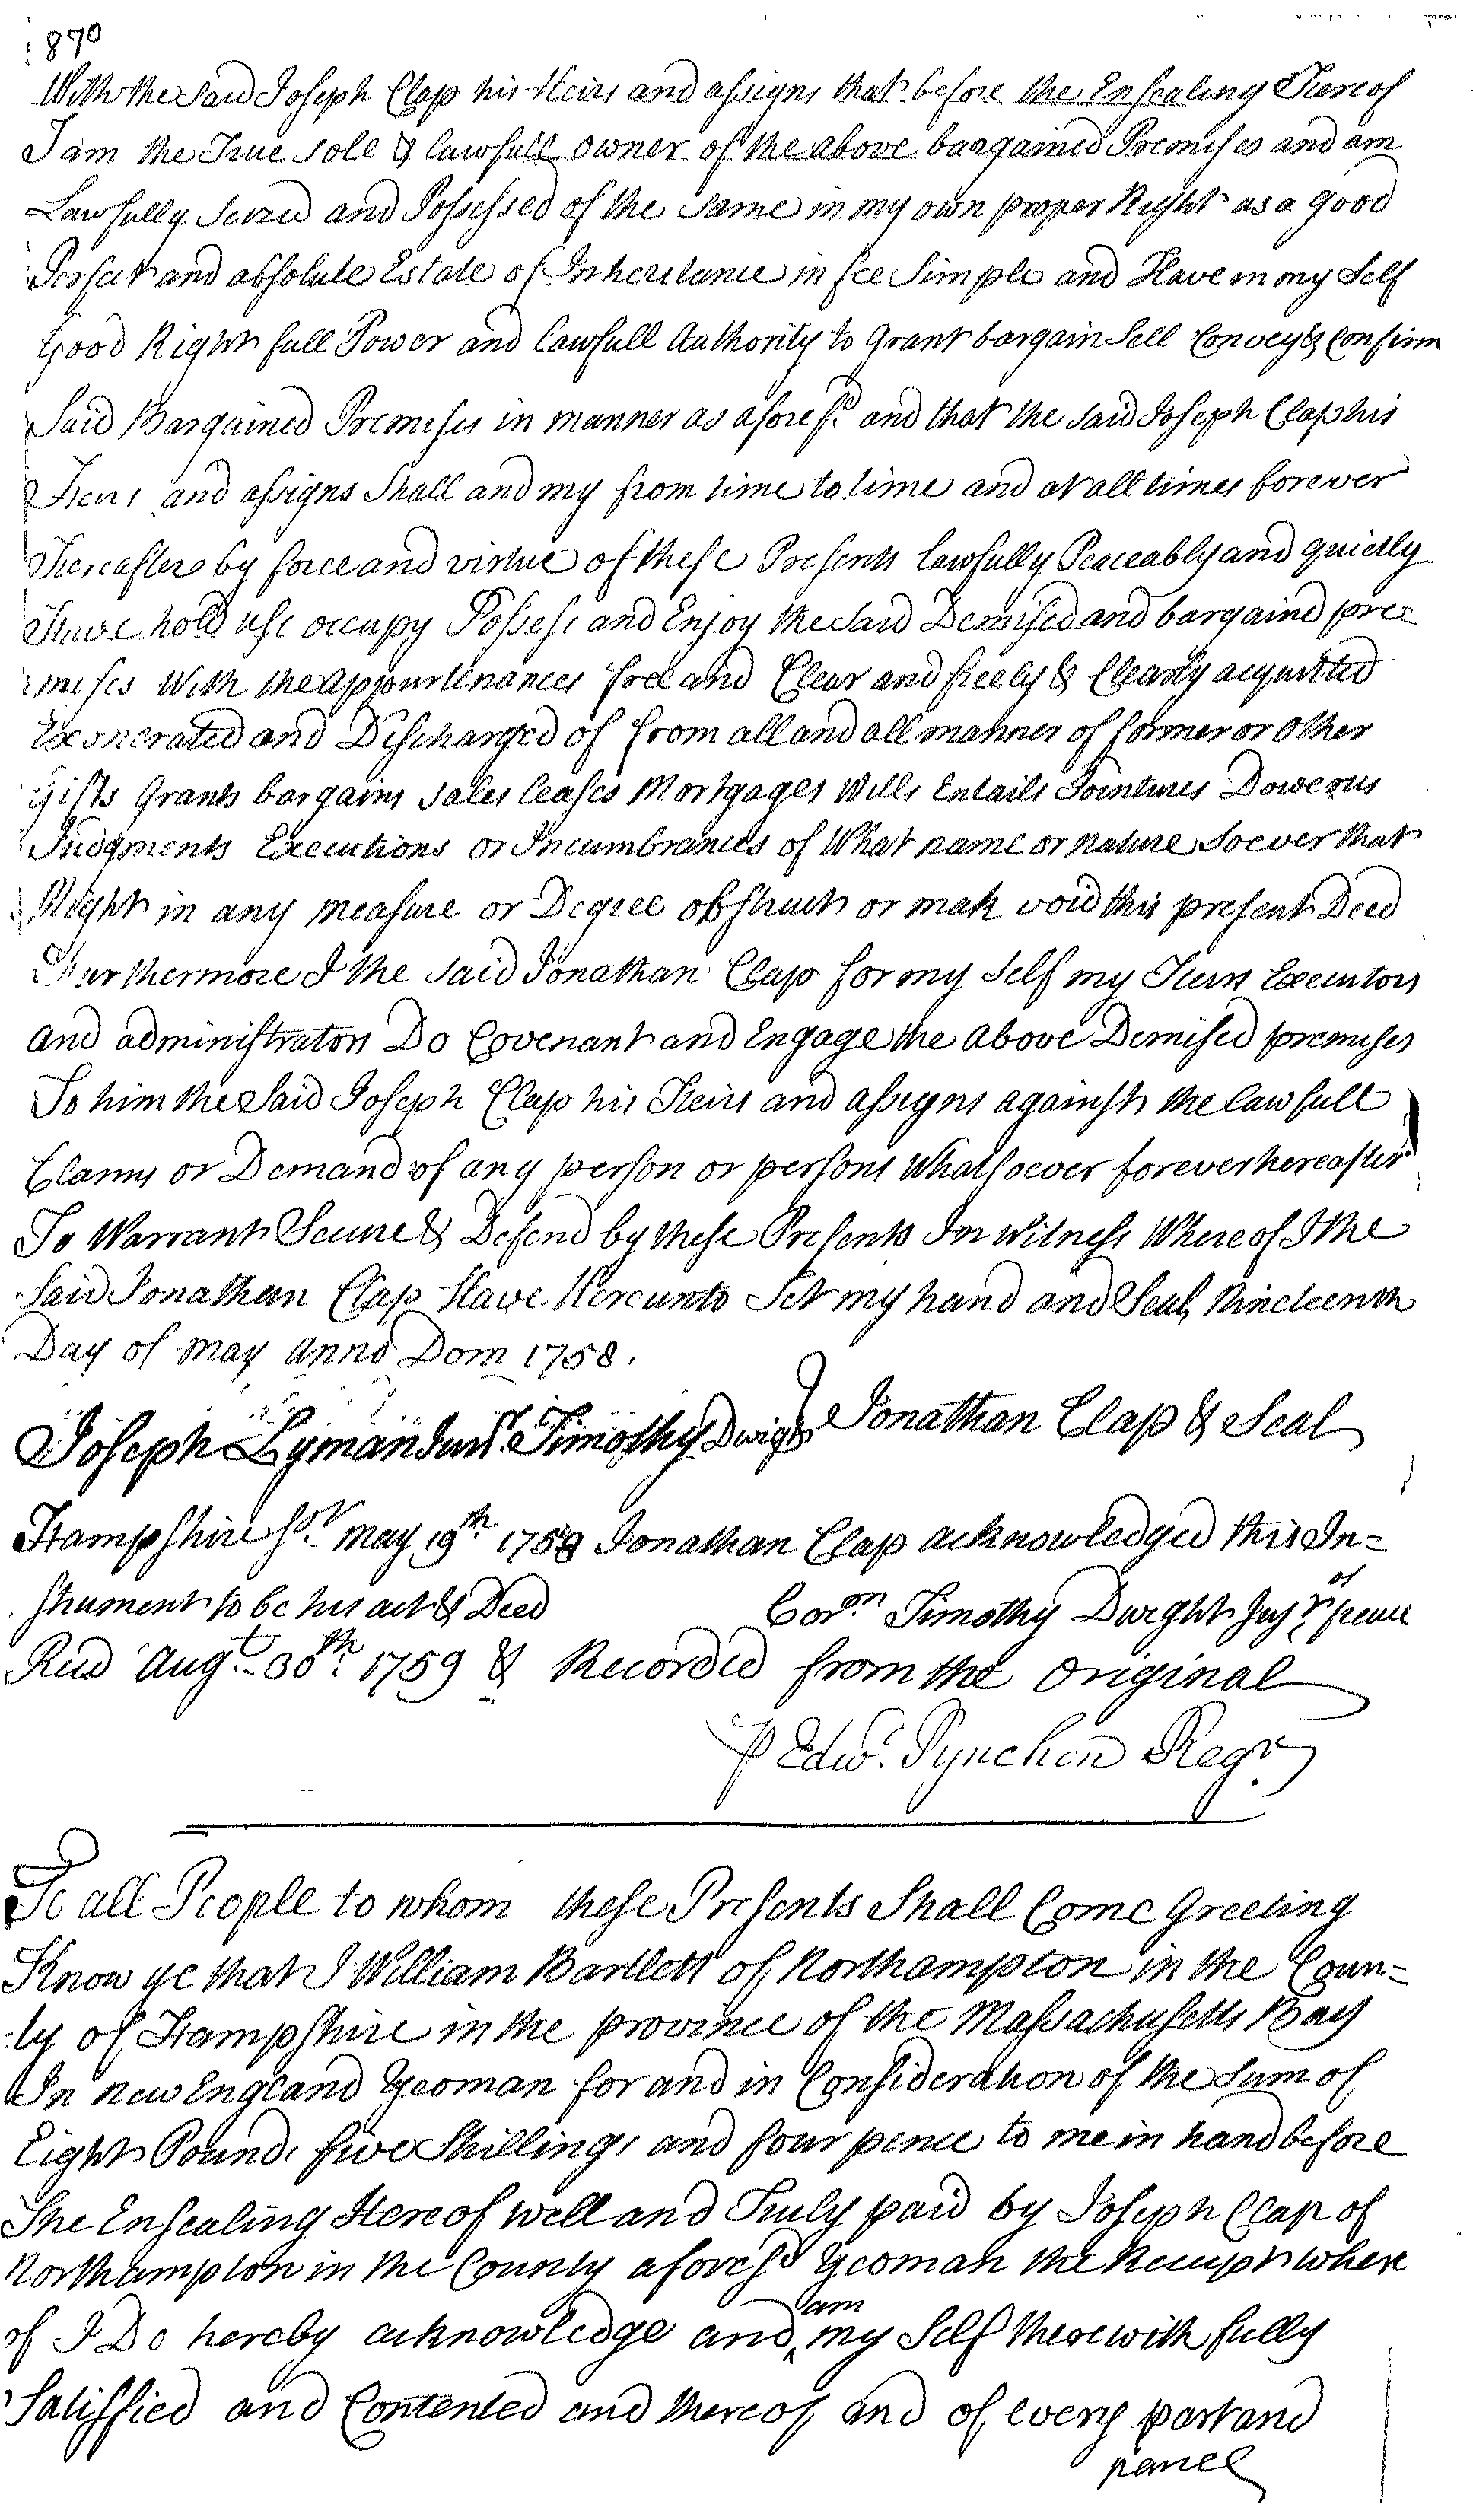 870
With the said Joseph Clap his Heirs and assigns that before the Ensealing Hereof
I am the True sole & lawfull owner of the above bargained Premises and am
Lawfully Seized and Possessed of the same in my own proper Right as a good
Perfect and absolute Estate of Inheritance in fee Simple and Have in my Self
Good Right full Power and lawfull Authority to Grant bargain Sell Convey & Confirm
Said Bargained Premises in manner as afores.d and that the said Joseph Clap his
Heirs and assigns Shall and my from time to time and at all times forever
Hereafter by force and virtue of these Presents lawfully Peaceably and quietly
Have hold use occupy Possess and Enjoy the Said Demised and bargaind pre=
mises With the appourtenances free and Clear and freely & Clearly acquitted
Exonerated and Discharged of from all and all manner of former or other
Gifts Grants bargains Sales leases Mortgages Wills Entails Jointures Doweries
Judgments Executions or Incumbrances of What name or nature Soever that
Might in any measure or Degree obstruct or mak void this present Deed
Furthermore I the said Jonathan Clap for my Self my Heirs Executors
and administrators Do Covenant and Engage the above Demised premises
To him the Said Joseph Clap his Heirs and assigns against the lawfull
Claims or Demand of any person or persons Whatsoever forever hereafter
To Warrant Secure & Defend by these Presents In Witness Whereof I the
Said Jonathan Clap Have Hereunto Set my hand and Seal, Nineteenth
Day of May anno Dom 1758.
Joseph Lyman Jun.r Timothy Dwight Jonathan Clap & Seal
Hampshire ss. May 19th 1759 Jonathan Clap acknowledged this In=
strument to be his act & Deed Cor.m Timothy Dwight Jus.r of peace
Recd Aug.t 30th 1759 & Recorded from the Original
P Edw.d Pynchon Reg.r
To all People to whom these Presents Shall Come Greeting
Know ye that I William Bartlett of Northampton in the Coun=
ty of Hampshire in the province of the Massachusetts Bay
In new England Yeoman for and in Consideration of the Sum of
Eight Pounds five Shillings and four pence to me in hand before
The Ensealing Hereof well and Truly paid by Joseph Clap of
Northampton in the County aforesd Yeoman the Receipt where
of I Do hereby acknowledge and am my Self therewith fully
Satisffied and Contented and thereof and of every part and
parcel